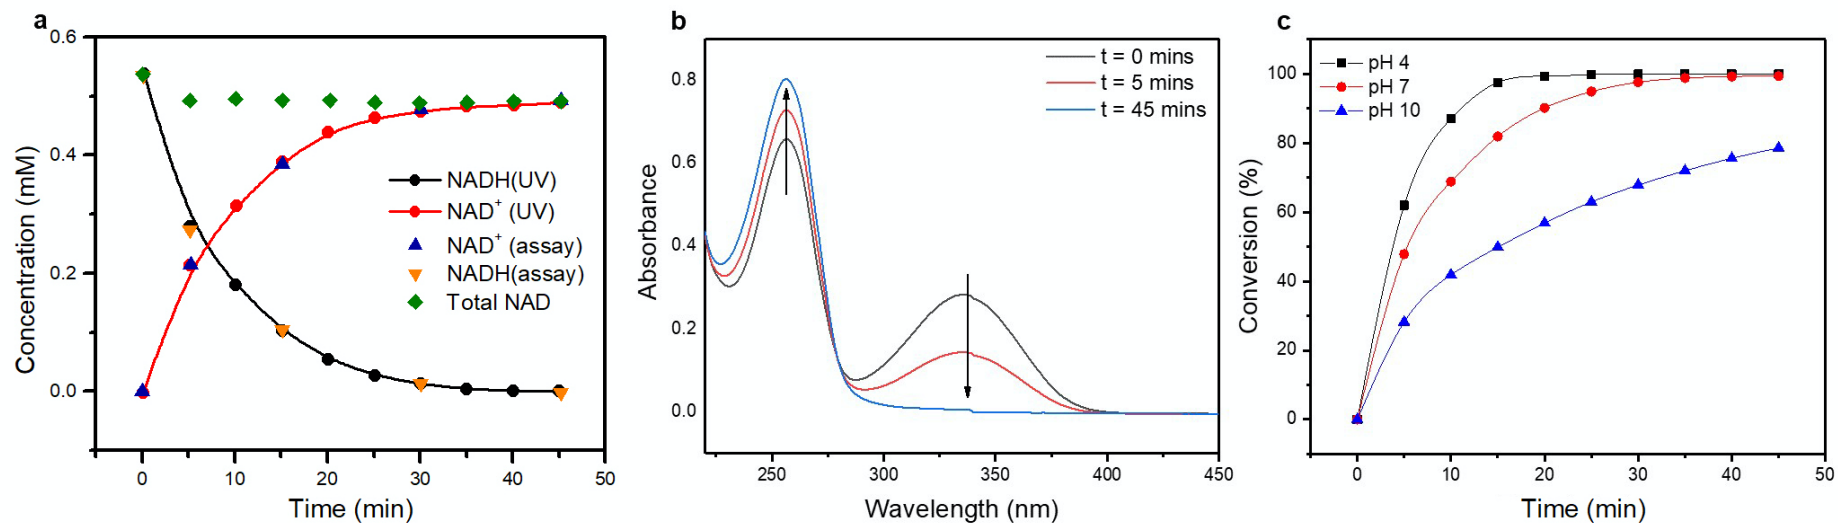 a
0.6
0.4
0.2
0.0
Concentration (mM)
NADH(UV)
NAD⁺ (UV)
NAD⁺ (assay)
NADH(assay)
Total NAD
0 10 20 30 40 50
Time (min)
b
0.8
0.6
0.4
0.2
0.0
Absorbance
t = 0 mins
t = 5 mins
t = 45 mins
250 300 350 400 450
Wavelength (nm)
c
100
80
60
40
20
0
Conversion (%)
pH 4
pH 7
pH 10
0 10 20 30 40 50
Time (min)